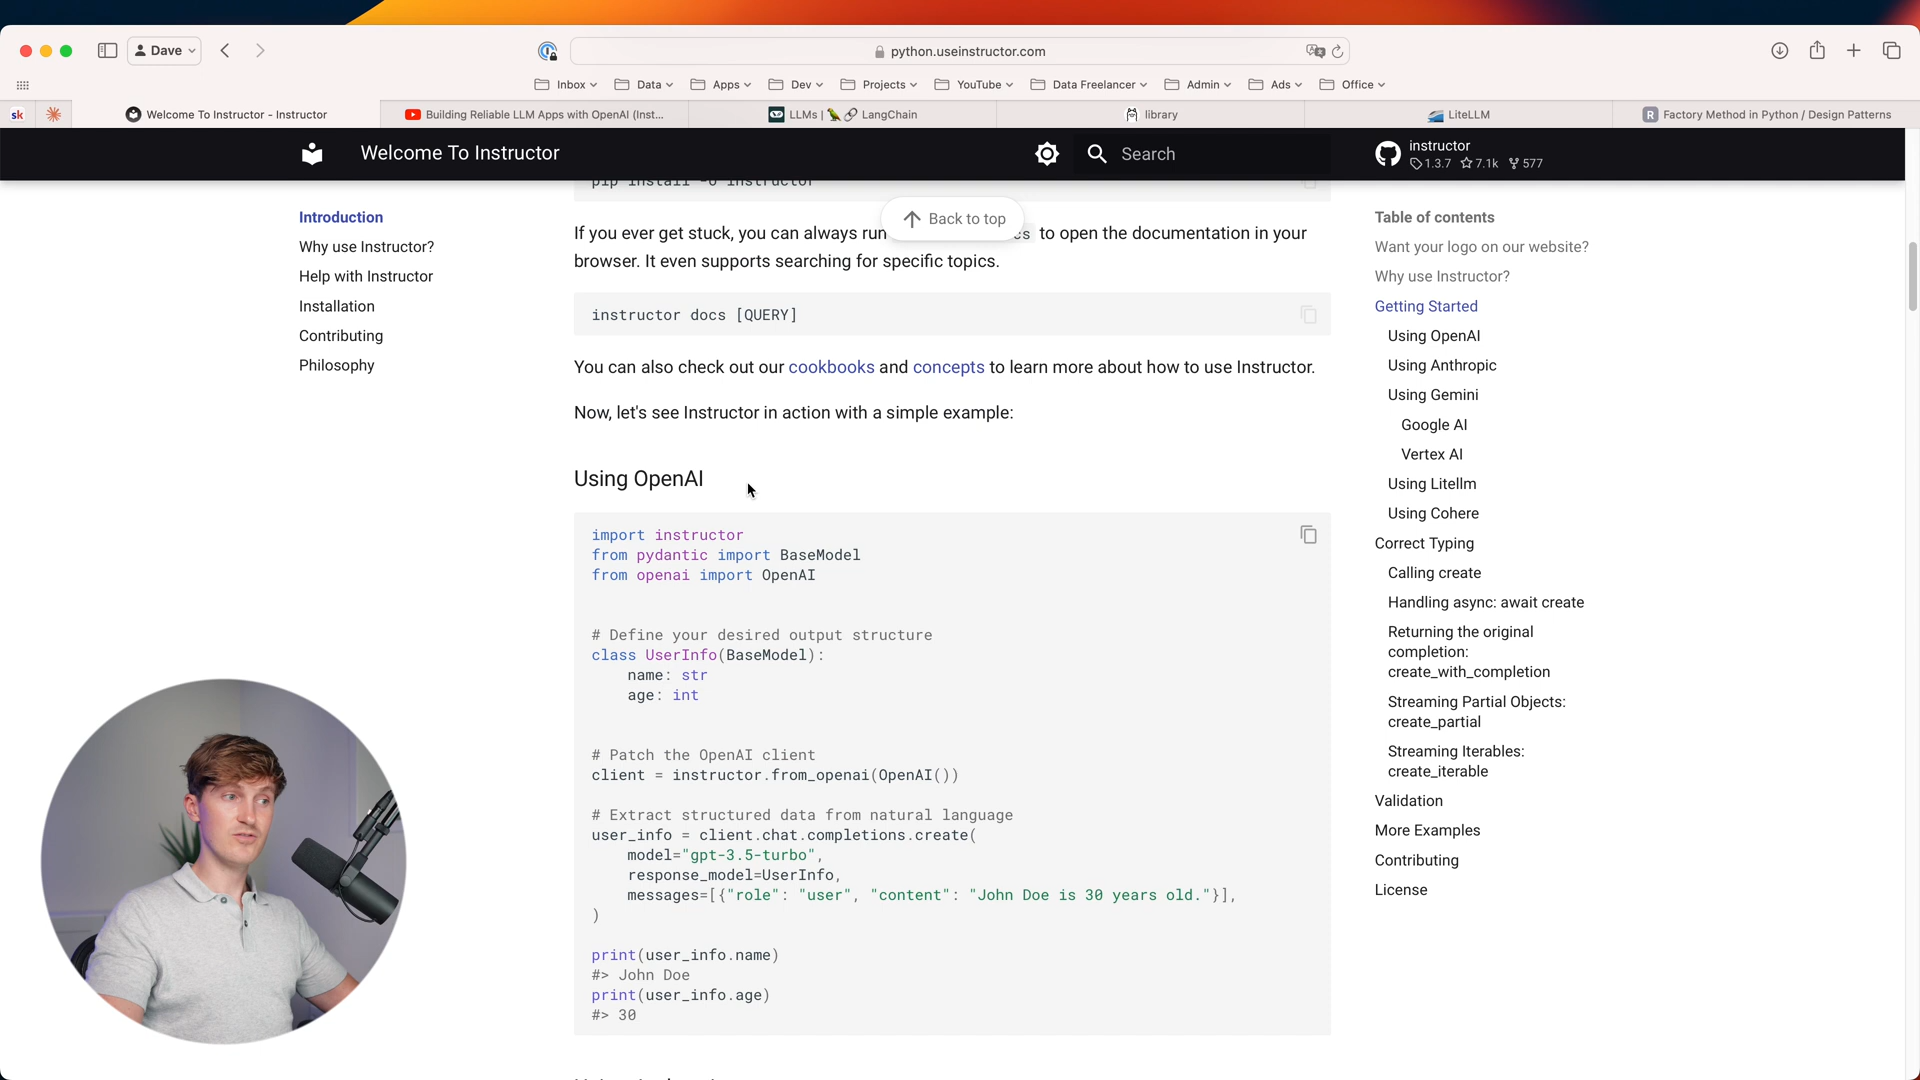 Dave
python.useinstructor.com
Inbox
Data
Apps
Dev
Projects
YouTube
Data Freelancer
Admin
Ads
Office
sk
Welcome To Instructor - Instructor
Building Reliable LLM Apps with OpenAI (Inst...
LLMs | 🦜🔗 LangChain
library
LiteLLM
R
Factory Method in Python / Design Patterns
Welcome To Instructor
Search
instructor
1.3.7 7.1k 577
Introduction
Why use Instructor?
Help with Instructor
Installation
Contributing
Philosophy
pip install -U instructor
Back to top
If you ever get stuck, you can always run cs to open the documentation in your
browser. It even supports searching for specific topics.
instructor docs [QUERY]
You can also check out our cookbooks and concepts to learn more about how to use Instructor.
Now, let's see Instructor in action with a simple example:
Using OpenAI
import instructor
from pydantic import BaseModel
from openai import OpenAI
# Define your desired output structure
class UserInfo(BaseModel):
    name: str
    age: int
# Patch the OpenAI client
client = instructor.from_openai(OpenAI())
# Extract structured data from natural language
user_info = client.chat.completions.create(
    model="gpt-3.5-turbo",
    response_model=UserInfo,
    messages=[{"role": "user", "content": "John Doe is 30 years old."}],
)
print(user_info.name)
#> John Doe
print(user_info.age)
#> 30
Table of contents
Want your logo on our website?
Why use Instructor?
Getting Started
Using OpenAI
Using Anthropic
Using Gemini
Google AI
Vertex AI
Using Litellm
Using Cohere
Correct Typing
Calling create
Handling async: await create
Returning the original
completion:
create_with_completion
Streaming Partial Objects:
create_partial
Streaming Iterables:
create_iterable
Validation
More Examples
Contributing
License